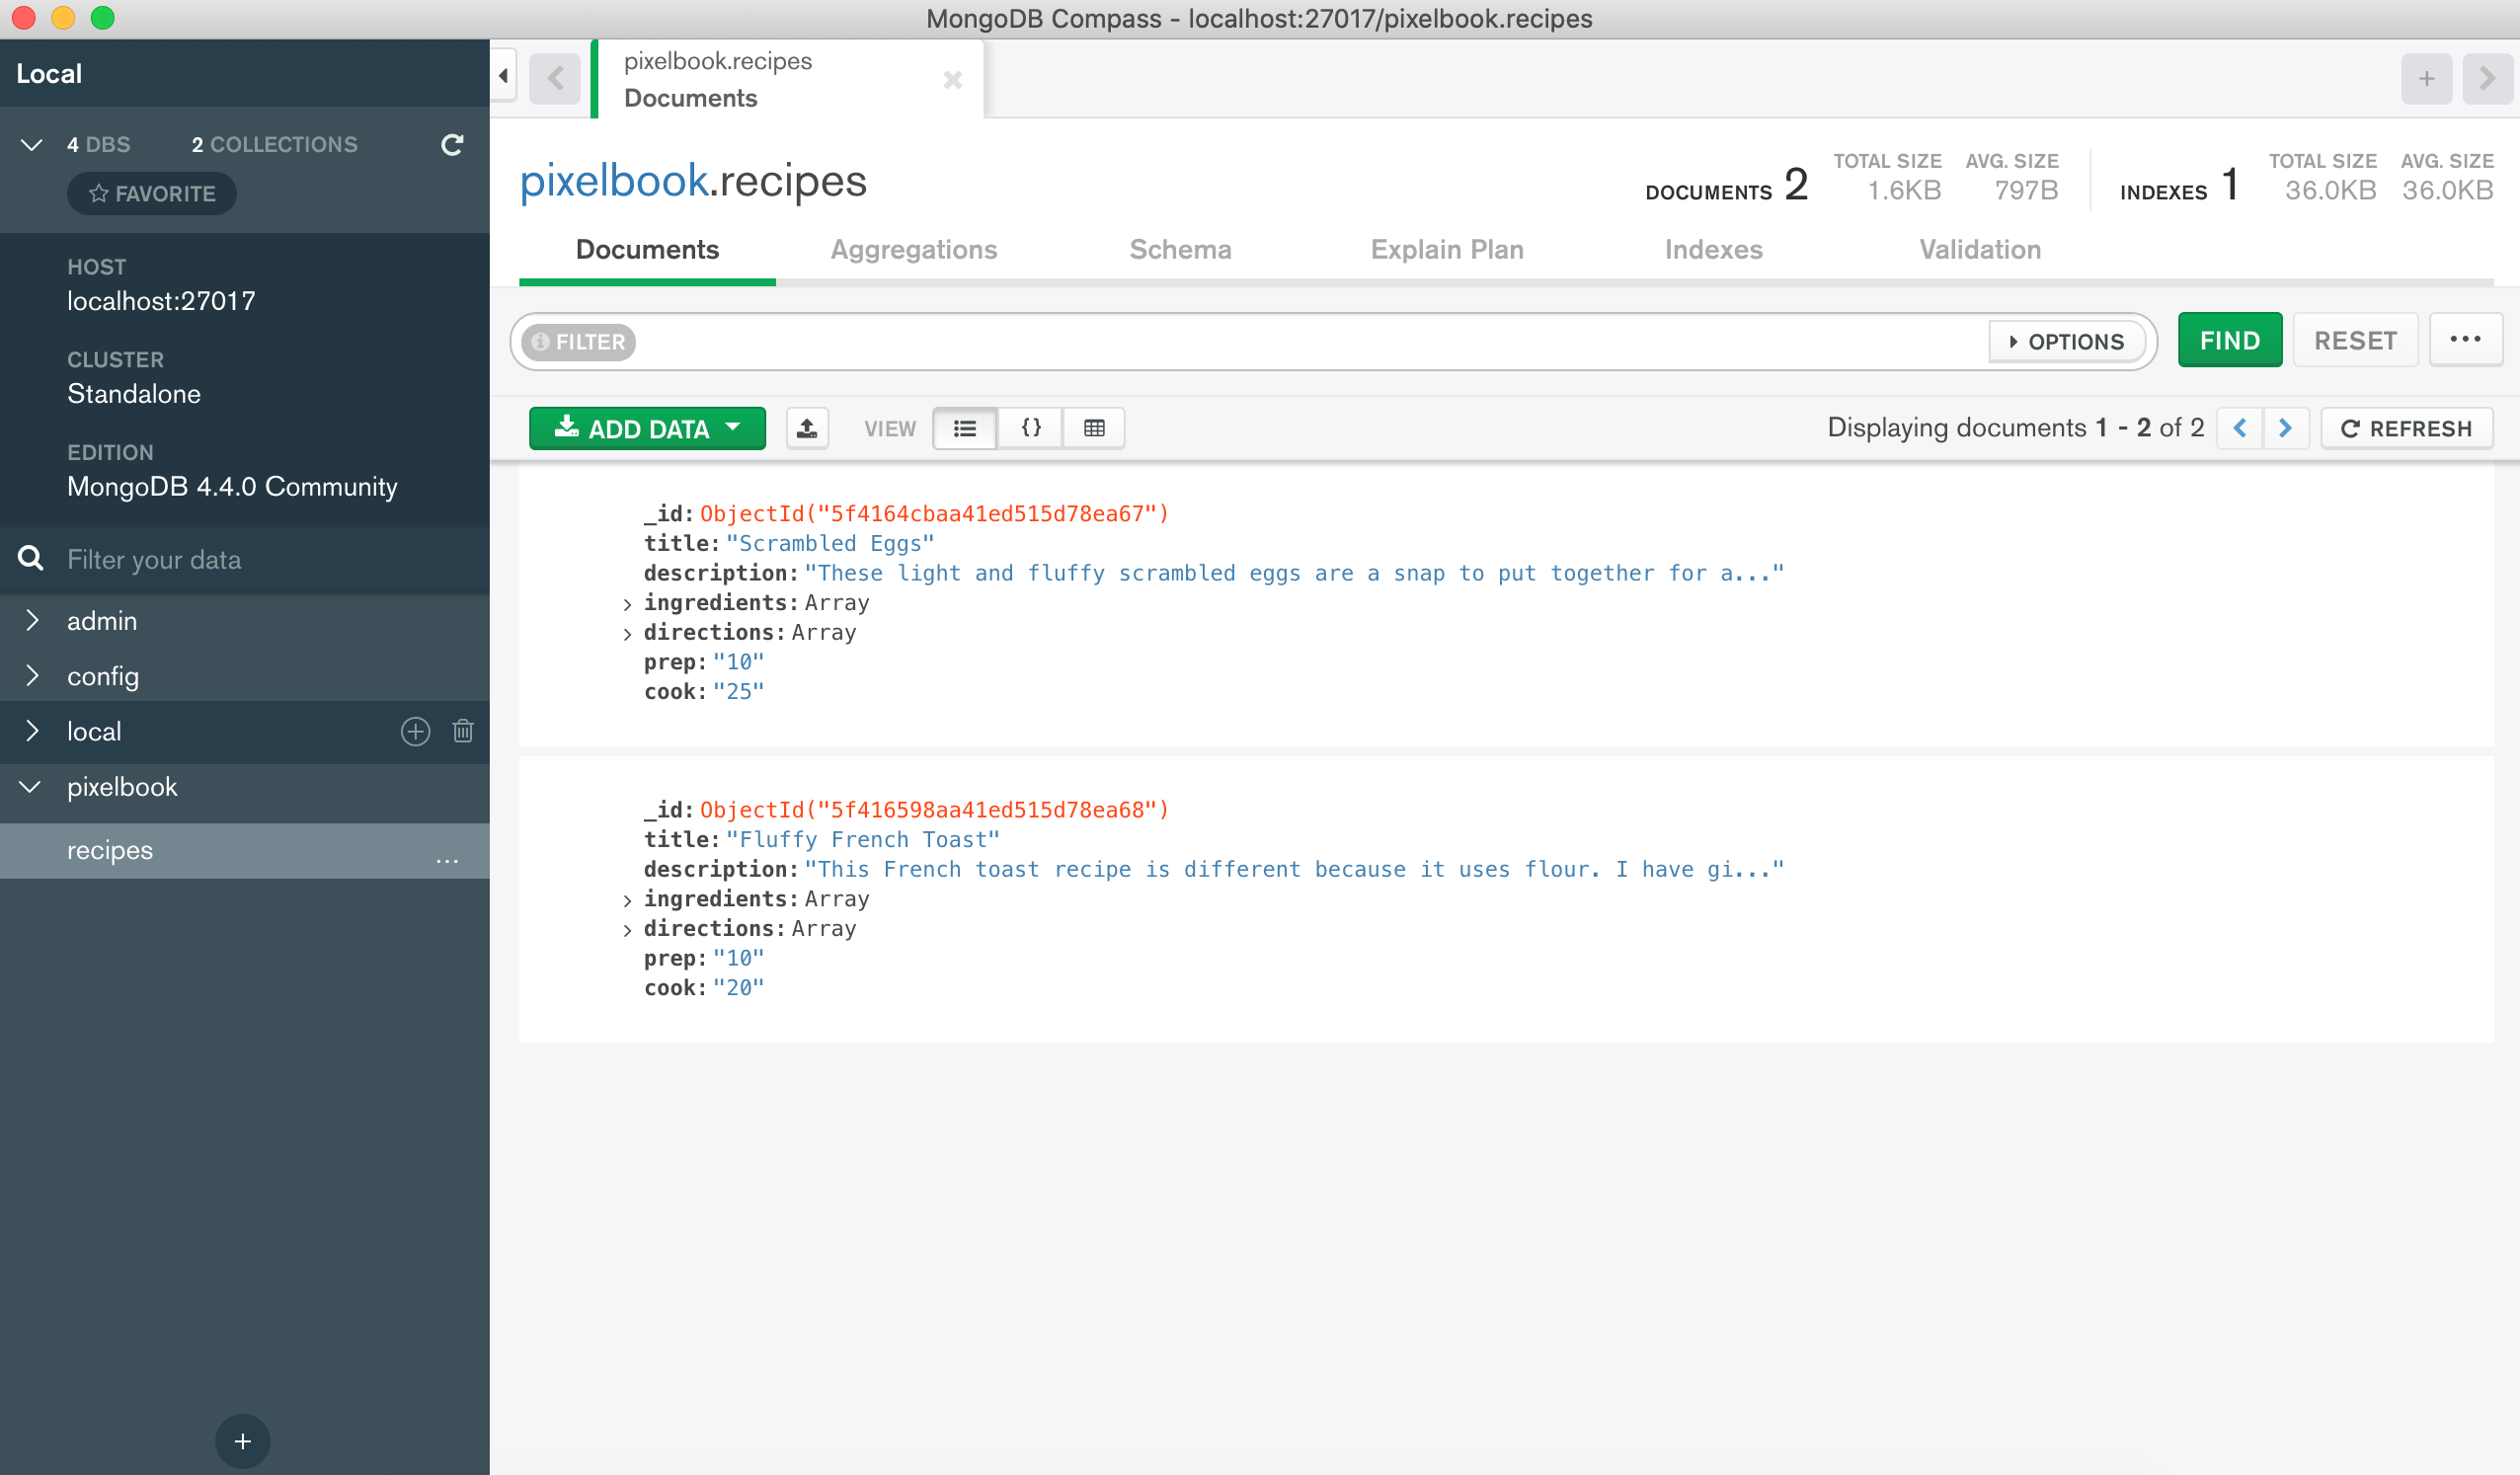 MongoDB Compass - localhost:27017/pixelbook.recipes
Local
4 DBS 2 COLLECTIONS
FAVORITE
HOST
localhost:27017
CLUSTER
Standalone
EDITION
MongoDB 4.4.0 Community
Filter your data
admin
config
local
pixelbook
recipes ...
pixelbook.recipes
Documents
pixelbook.recipes
DOCUMENTS 2 TOTAL SIZE 1.6KB AVG. SIZE 797B INDEXES 1 TOTAL SIZE 36.0KB AVG. SIZE 36.0KB
Documents Aggregations Schema Explain Plan Indexes Validation
FILTER OPTIONS FIND RESET ...
ADD DATA VIEW {} Displaying documents 1 - 2 of 2 REFRESH
_id: ObjectId("5f4164cbaa41ed515d78ea67")
title: "Scrambled Eggs"
description: "These light and fluffy scrambled eggs are a snap to put together for a..."
> ingredients: Array
> directions: Array
prep: "10"
cook: "25"
_id: ObjectId("5f416598aa41ed515d78ea68")
title: "Fluffy French Toast"
description: "This French toast recipe is different because it uses flour. I have gi..."
> ingredients: Array
> directions: Array
prep: "10"
cook: "20"